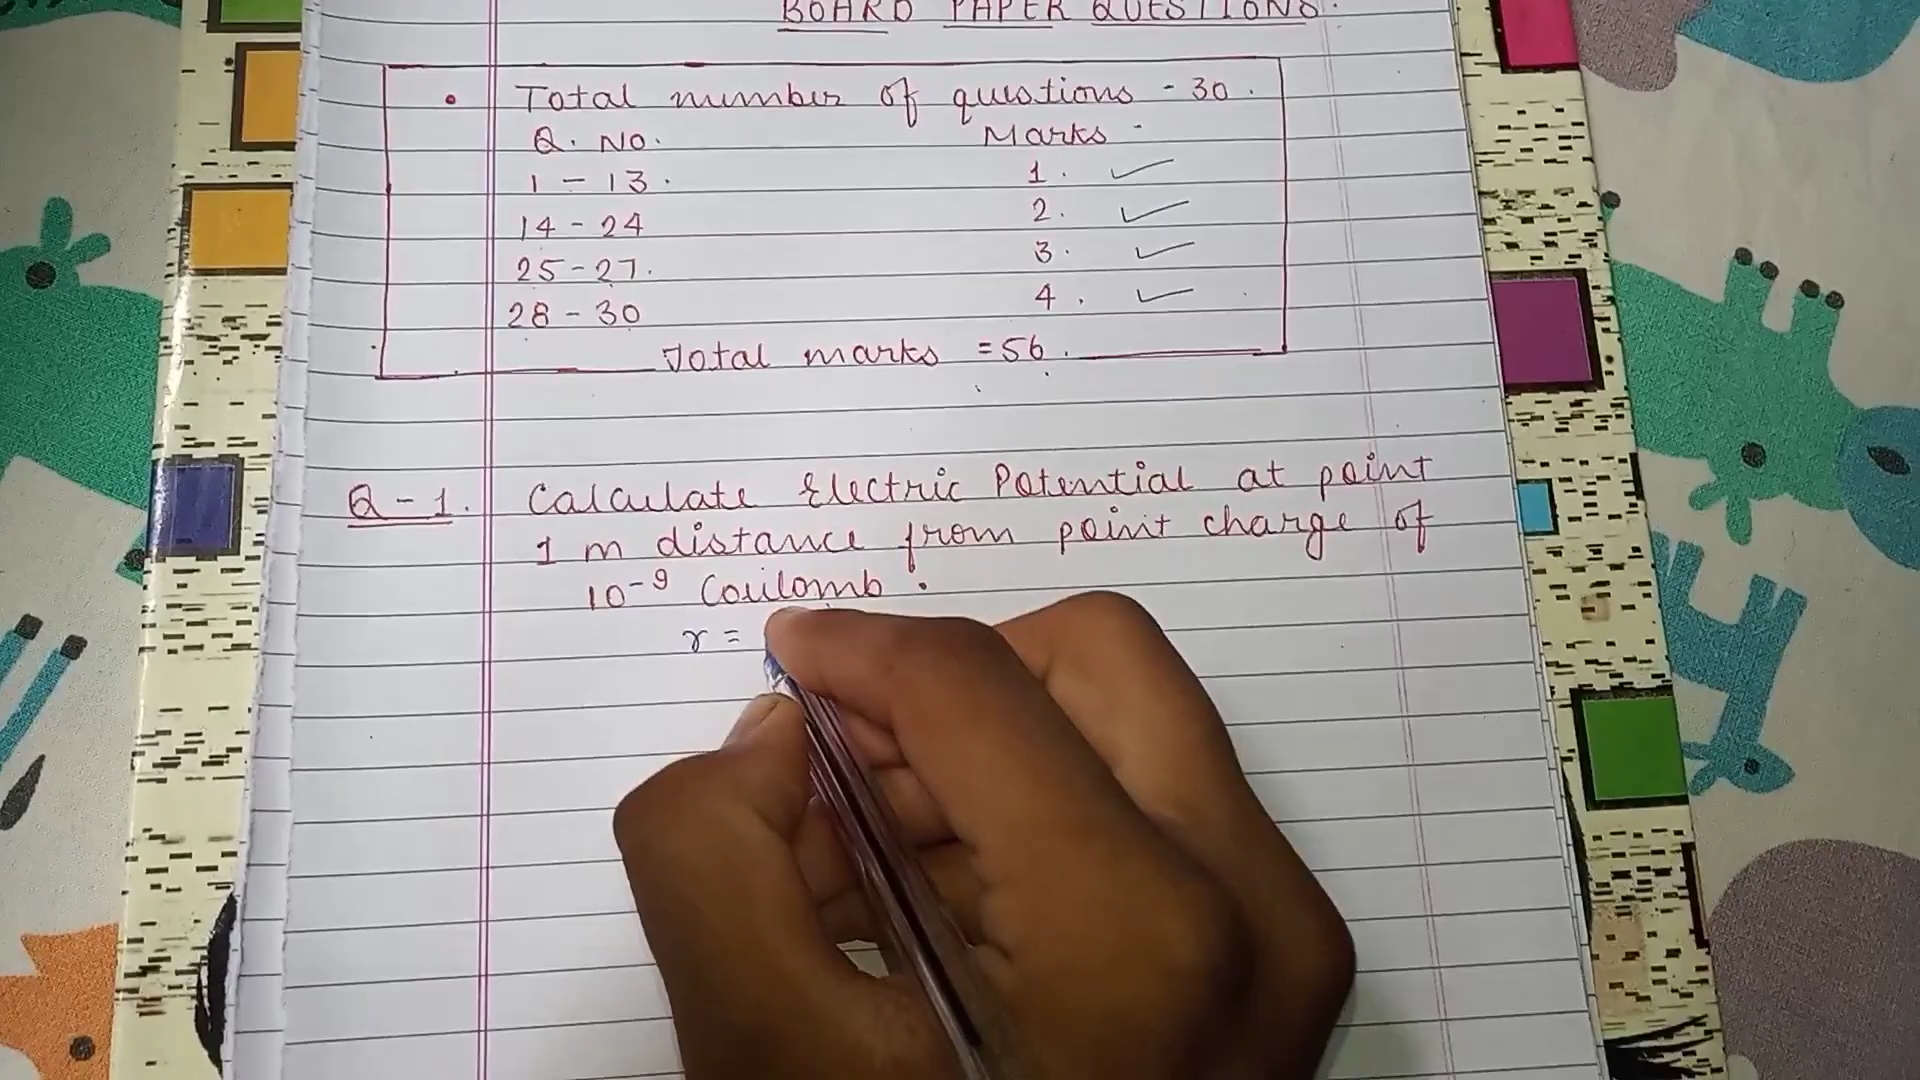 BOARD PAPER QUESTIONS.
• Total number of questions - 30.
Q. No. Marks -
1 - 13. 1. ✓
14 - 24 2. ✓
25 - 27. 3. ✓
28 - 30 4. ✓
Total marks = 56.
Q-1. Calculate Electric Potential at point
1 m distance from point charge of
10⁻⁹ Coulomb.
r =